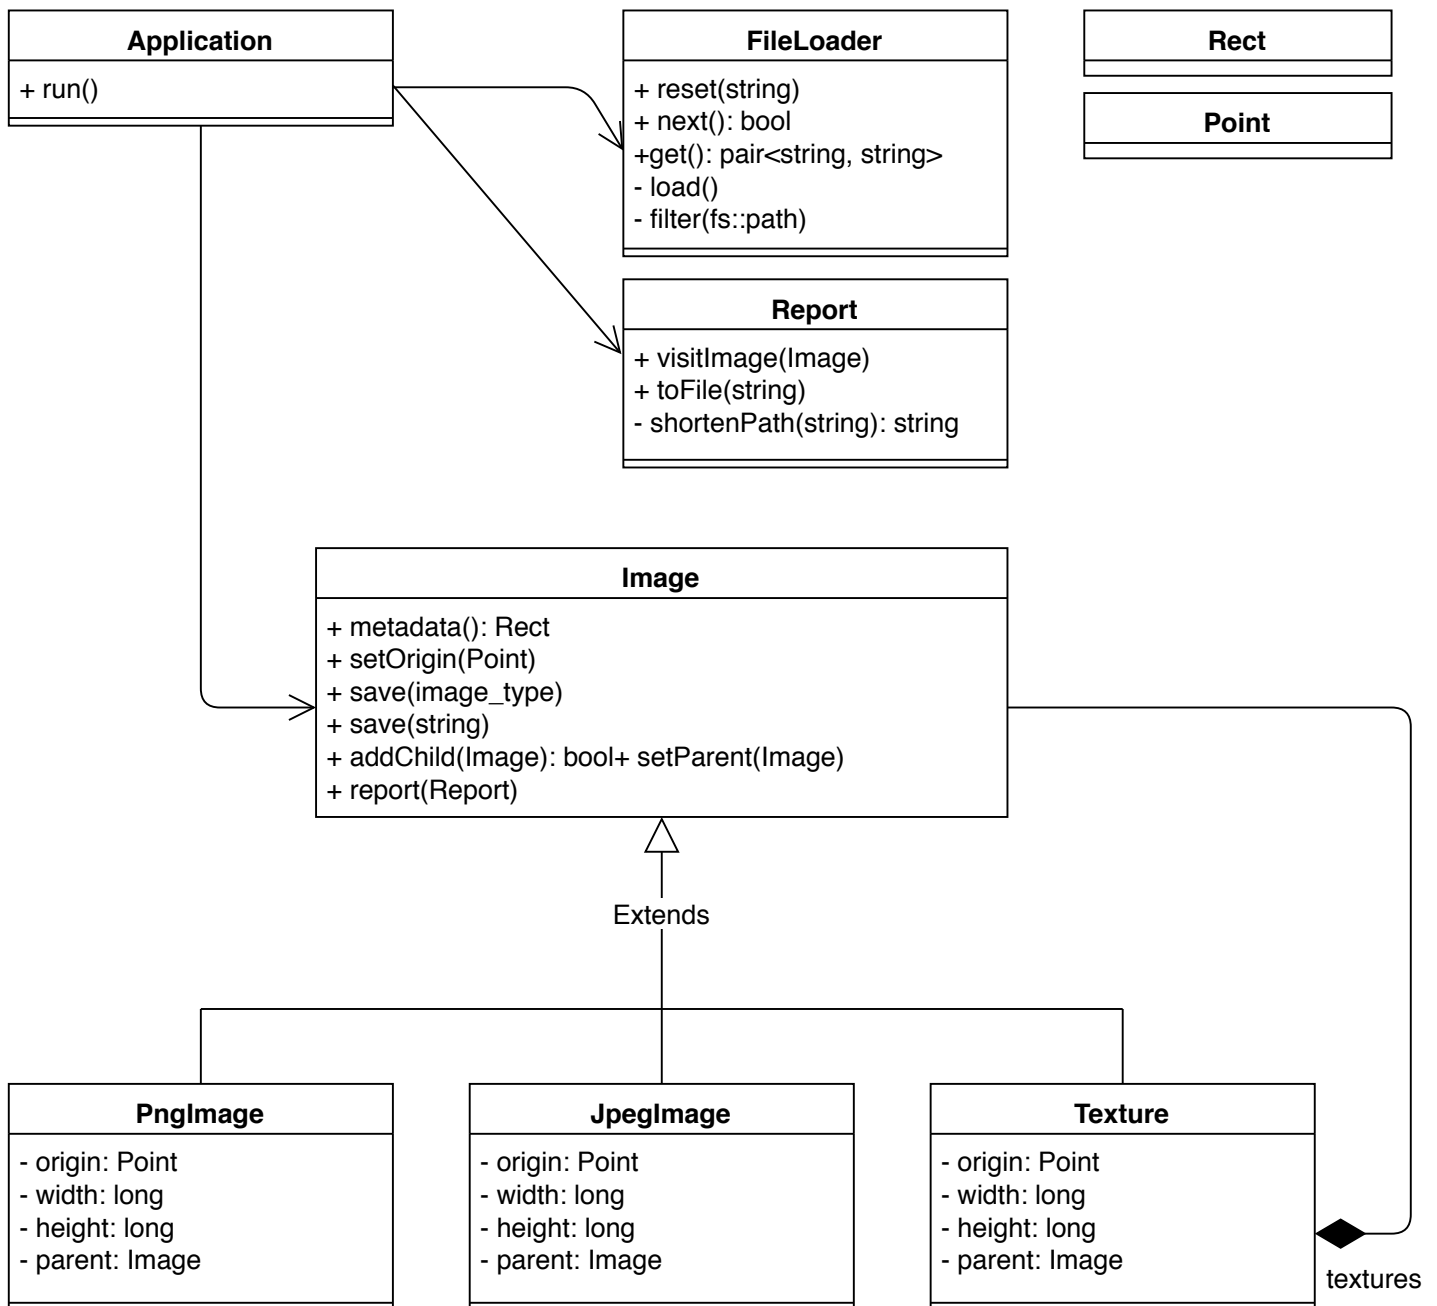 Application
+ run()
FileLoader
+ reset(string)
+ next(): bool
+get(): pair<string, string>
- load()
- filter(fs::path)
Rect
Point
Report
+ visitImage(Image)
+ toFile(string)
- shortenPath(string): string
Image
+ metadata(): Rect
+ setOrigin(Point)
+ save(image_type)
+ save(string)
+ addChild(Image): bool+ setParent(Image)
+ report(Report)
Extends
PngImage
- origin: Point
- width: long
- height: long
- parent: Image
JpegImage
- origin: Point
- width: long
- height: long
- parent: Image
Texture
- origin: Point
- width: long
- height: long
- parent: Image
textures